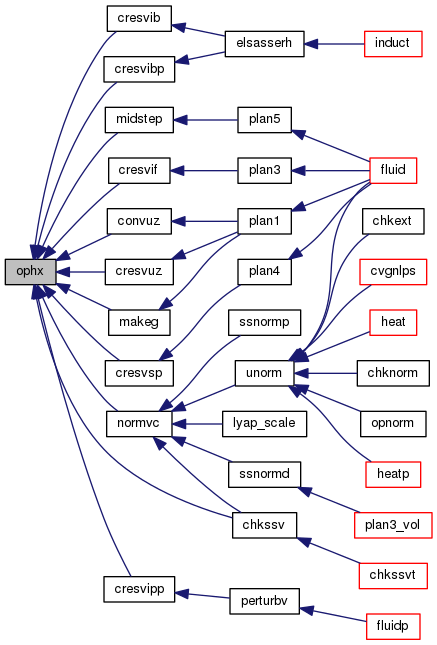 cresvib
elsasserh
induct
cresvibp
midstep
plan5
cresvif
plan3
fluid
convuz
plan1
chkext
ophx
cresvuz
plan4
cvgnlps
makeg
ssnormp
heat
cresvsp
unorm
chknorm
normvc
lyap_scale
opnorm
ssnormd
heatp
chkssv
plan3_vol
chkssvt
cresvipp
perturbv
fluidp